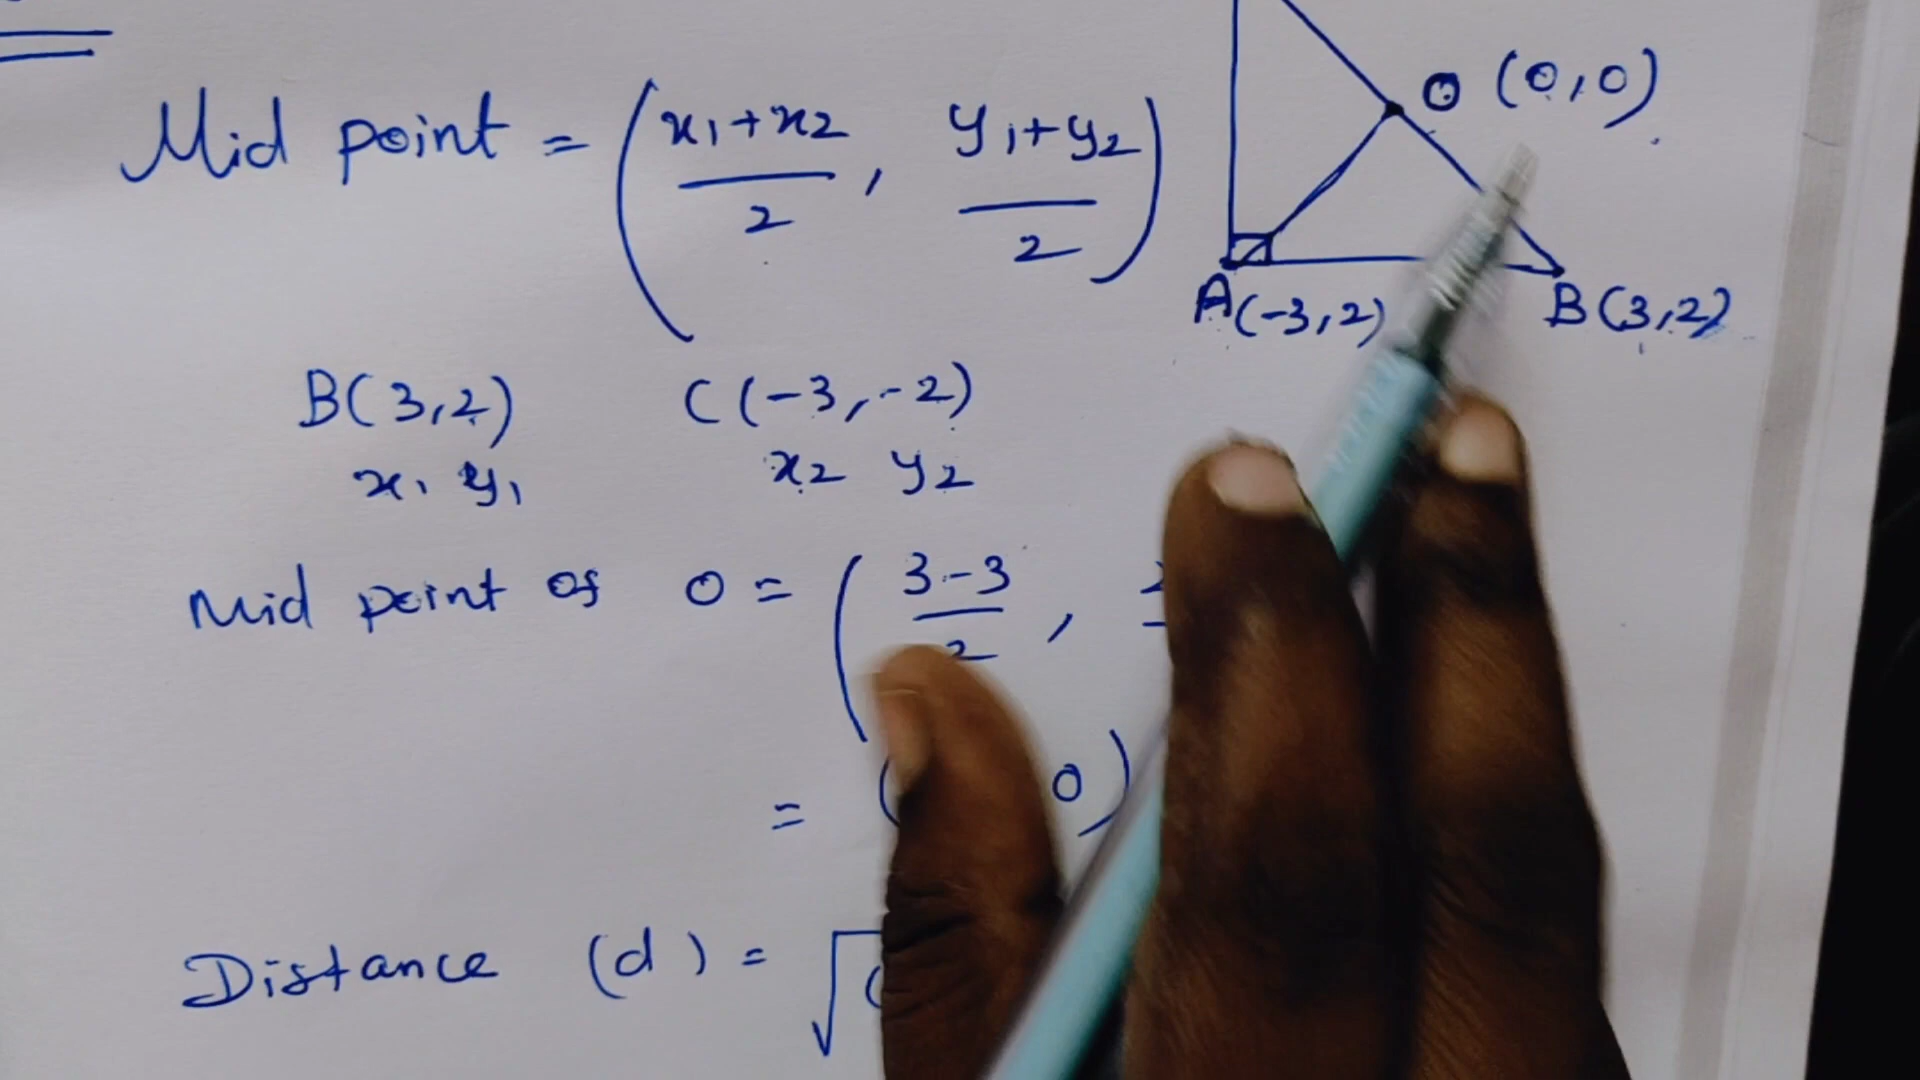 Mid point = ( x1+x2 / 2 , y1+y2 / 2 )
O (0,0)
A(-3,2) B(3,2)
B(3,2) C(-3,-2)
x1 y1 x2 y2
Mid point of O = ( 3-3 / 2 ,
= ( 0 )
Distance (d) = √(